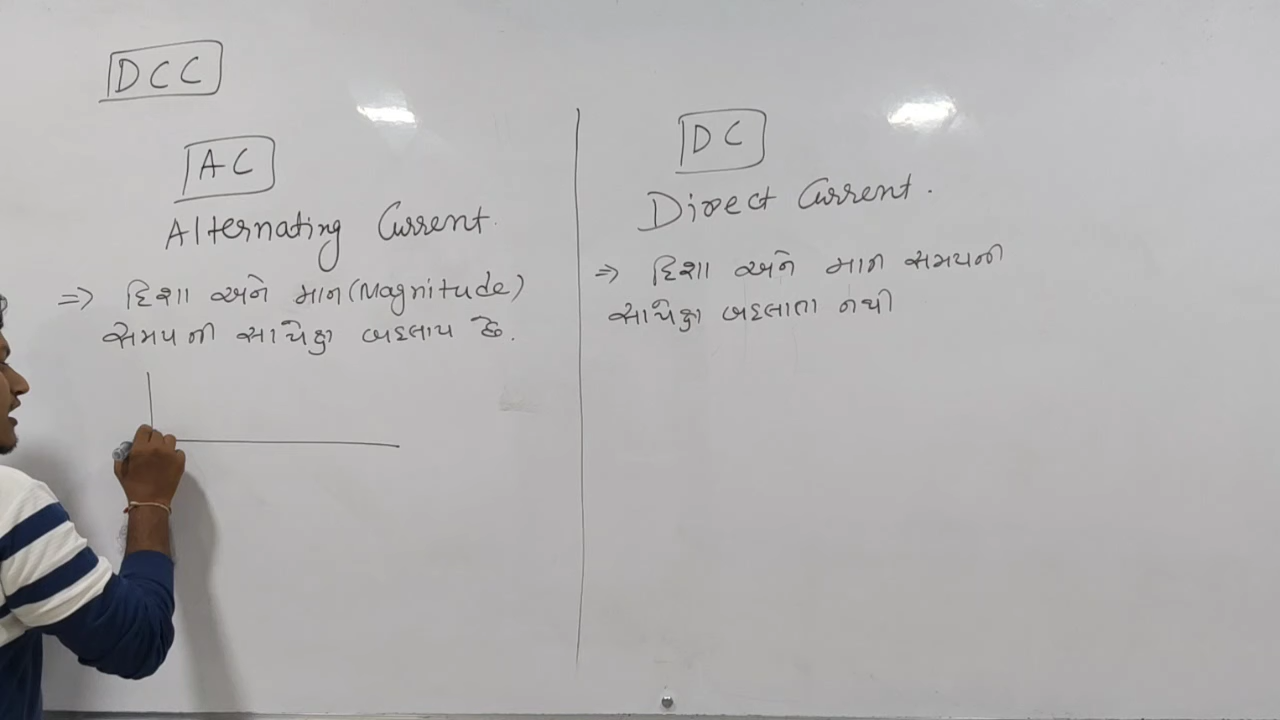 DCC
AC
Alternating Current.
⇒ દિશા અને માન (Magnitude)
સમય ની સાપેક્ષ બદલાય છે.
DC
Direct Current.
⇒ દિશા અને માન સમયની
સાપેક્ષ બદલાતા નથી